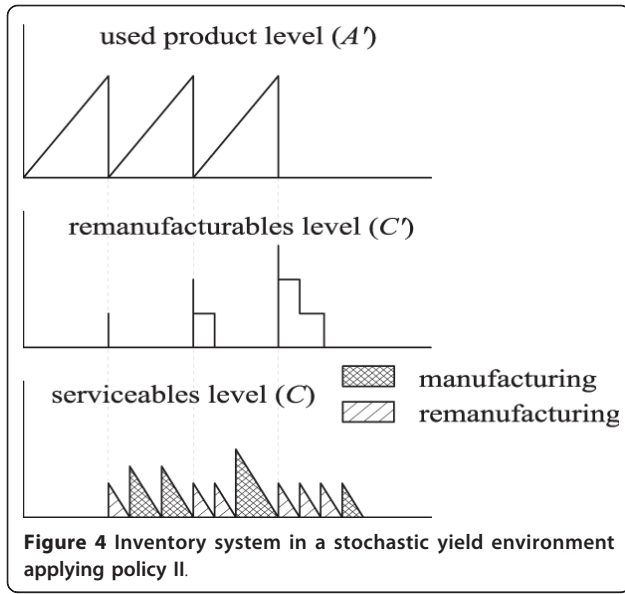 used product level (A′)
remanufacturables level (C′)
serviceables level (C)
manufacturing
remanufacturing
Figure 4 Inventory system in a stochastic yield environment
applying policy II.